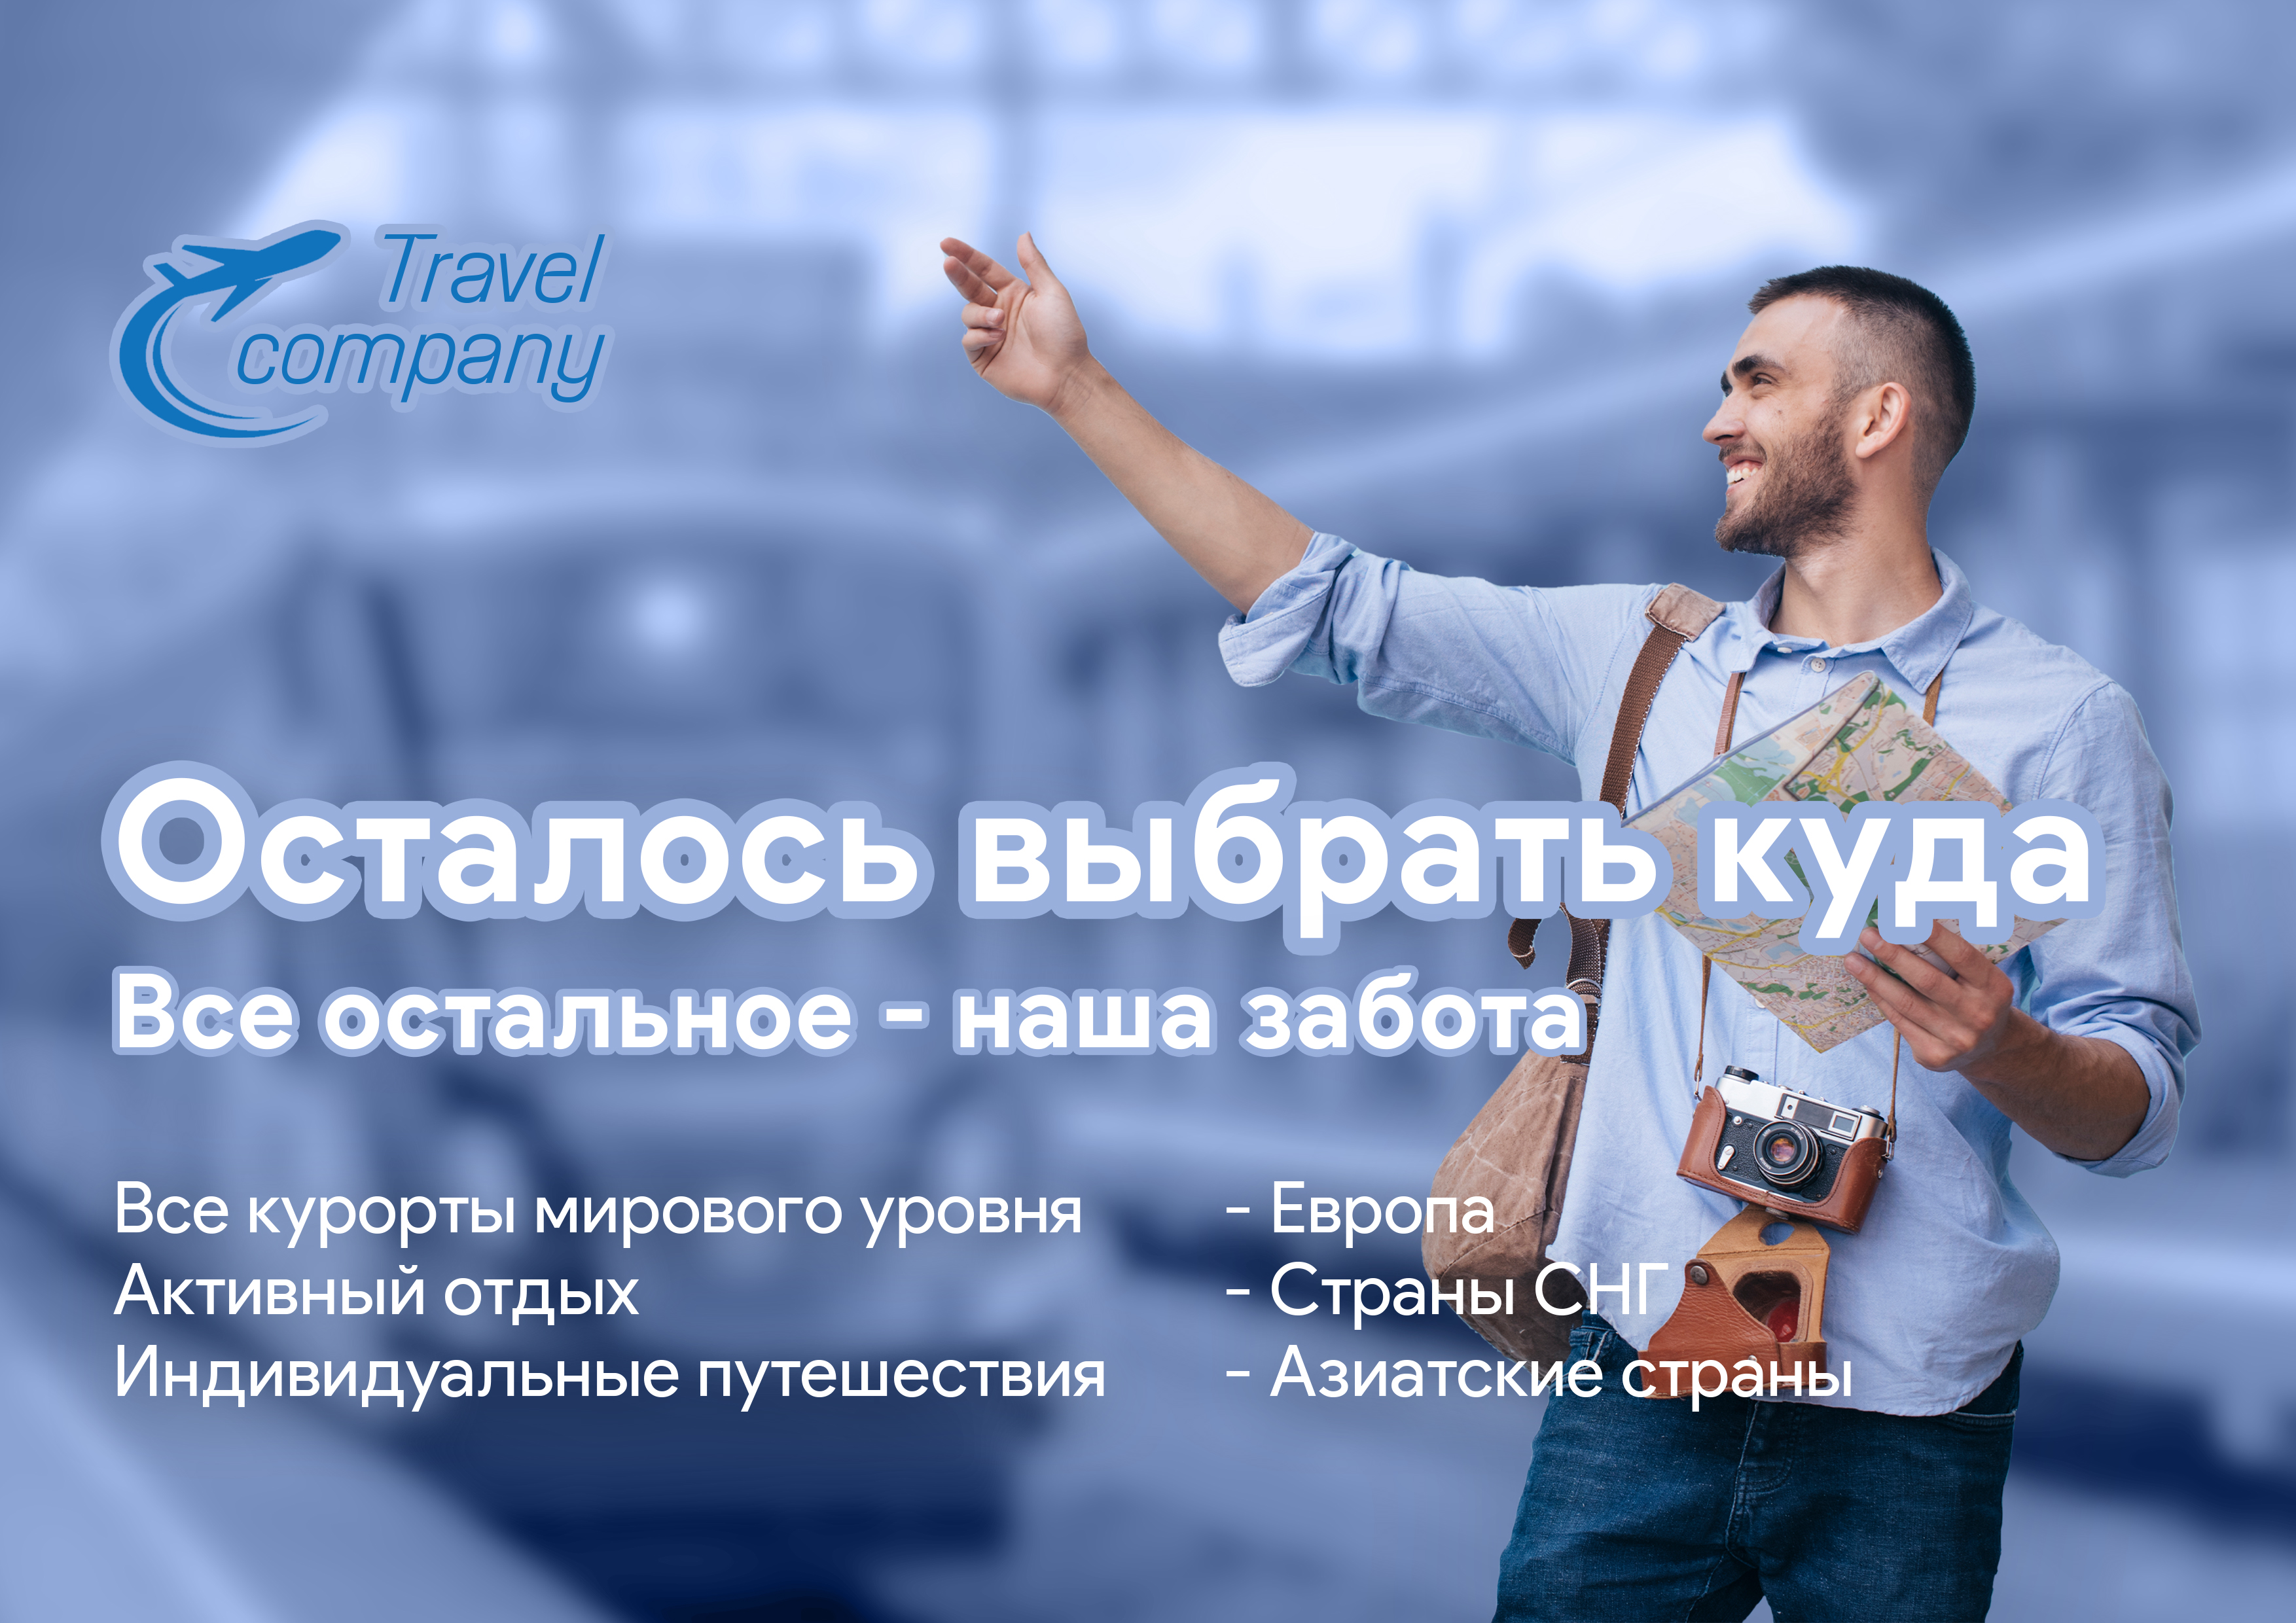 Travel
company
Осталось выбрать куда
Все остальное - наша забота
Все курорты мирового уровня
Активный отдых
Индивидуальные путешествия
- Европа
- Страны СНГ
- Азиатские страны